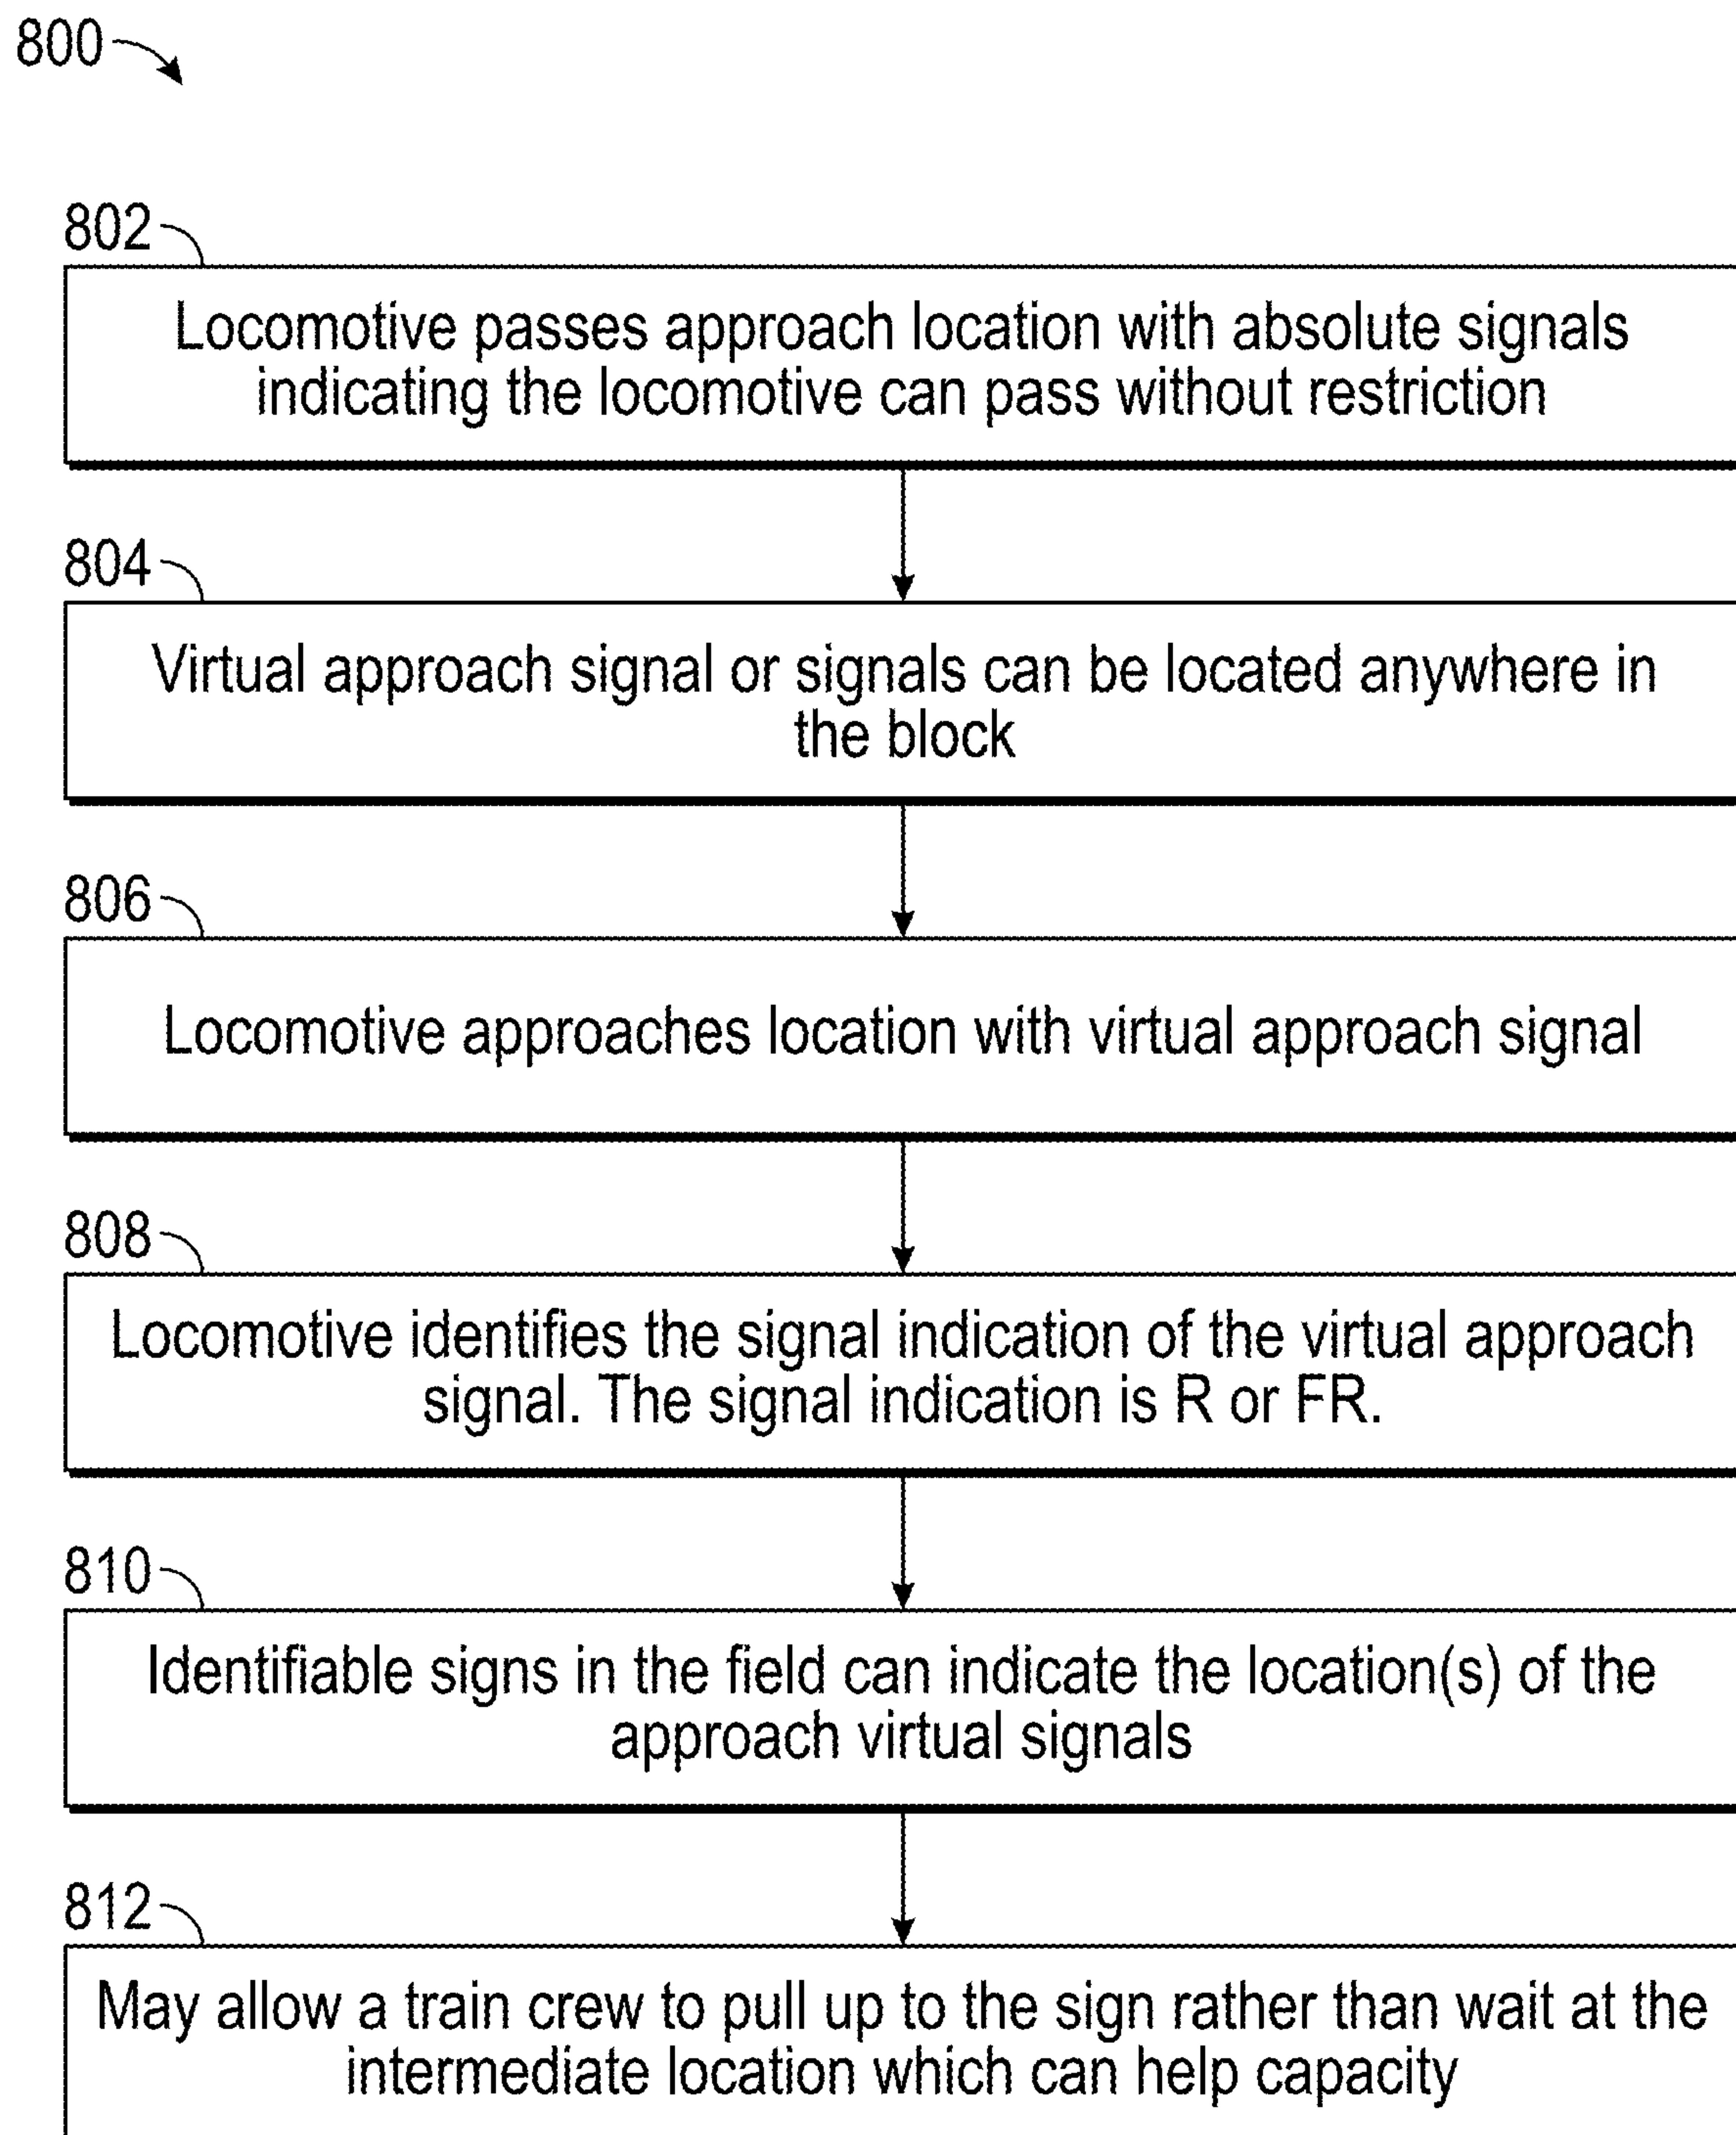 800
802
Locomotive passes approach location with absolute signals
indicating the locomotive can pass without restriction
804
Virtual approach signal or signals can be located anywhere in
the block
806
Locomotive approaches location with virtual approach signal
808
Locomotive identifies the signal indication of the virtual approach
signal. The signal indication is R or FR.
810
Identifiable signs in the field can indicate the location(s) of the
approach virtual signals
812
May allow a train crew to pull up to the sign rather than wait at the
intermediate location which can help capacity